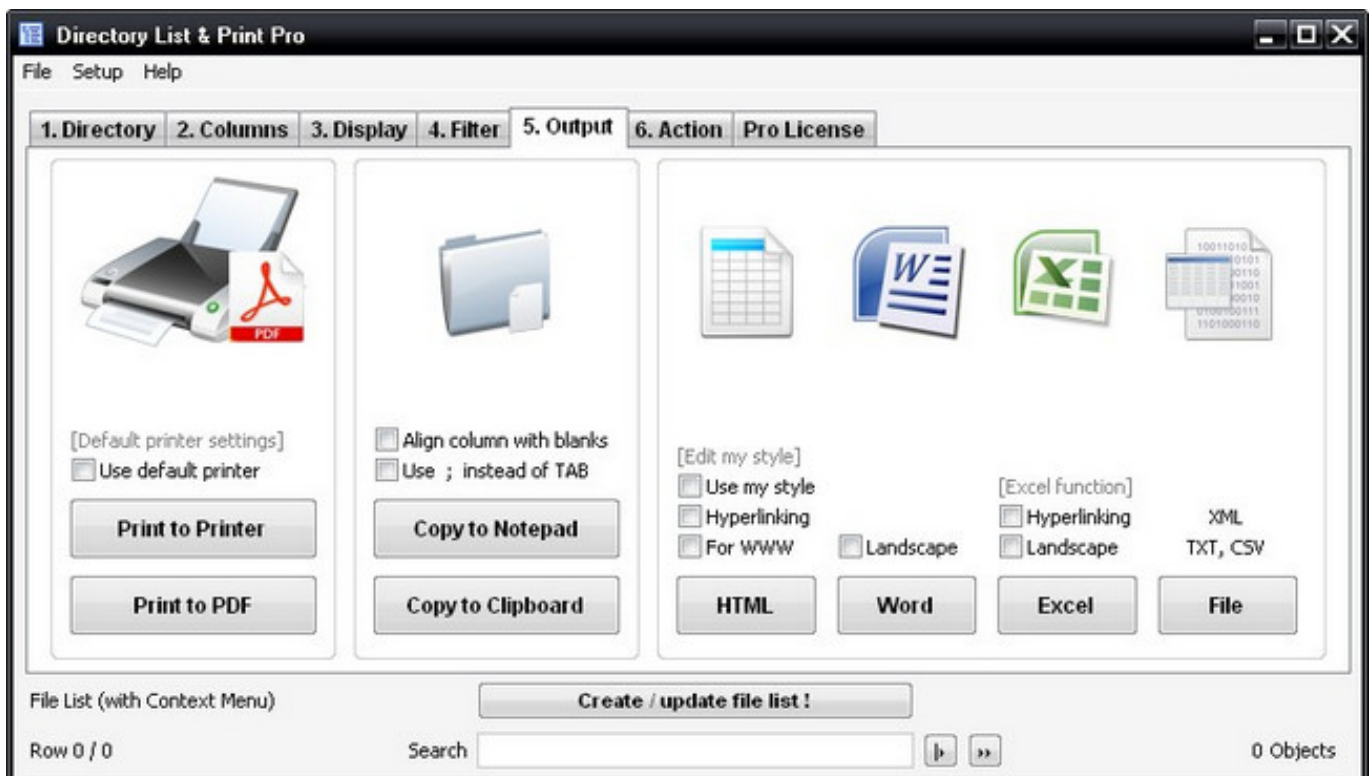 Directory List & Print Pro
File Setup Help
1. Directory 2. Columns 3. Display 4. Filter 5. Output 6. Action Pro License
PDF
[Default printer settings]
Use default printer
Print to Printer
Print to PDF
Align column with blanks
Use ; instead of TAB
Copy to Notepad
Copy to Clipboard
W
X
[Edit my style]
Use my style
Hyperlinking
For WWW
HTML
Landscape
Word
[Excel function]
Hyperlinking
Landscape
Excel
XML
TXT, CSV
File
File List (with Context Menu)
Create / update file list !
Row 0 / 0
Search
0 Objects